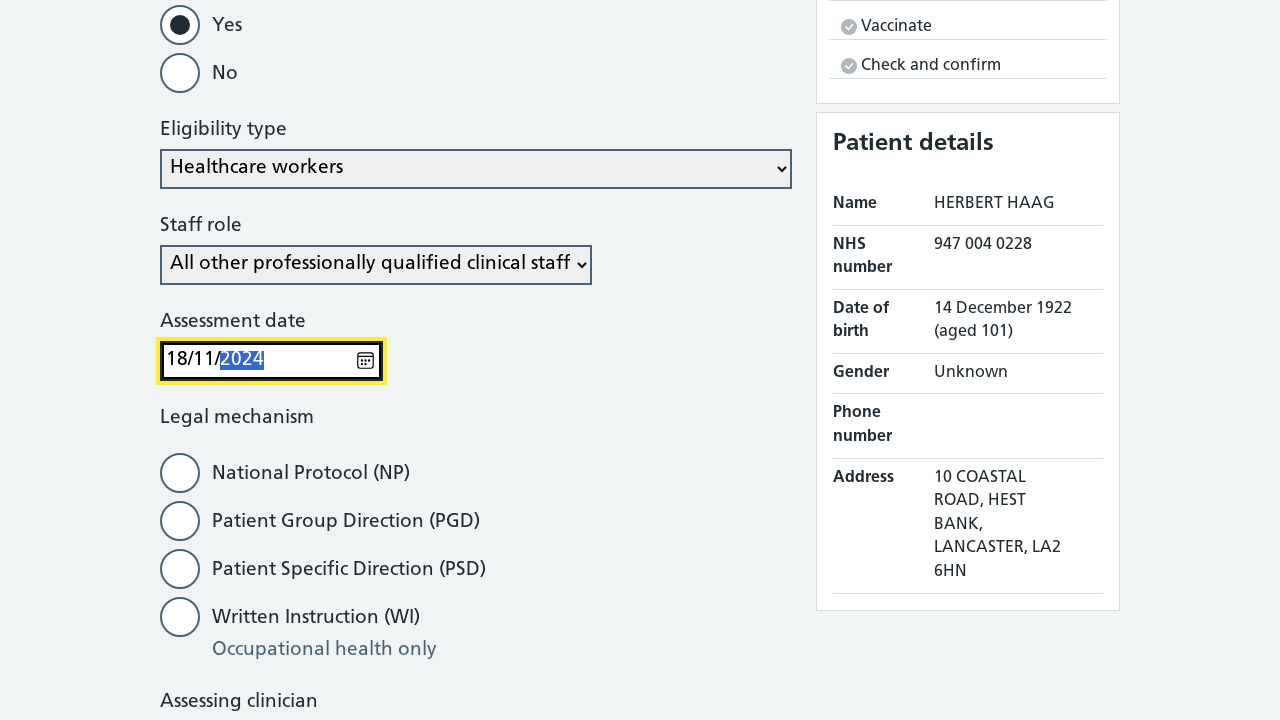 Yes
No
Eligibility type
Healthcare workers
Staff role
All other professionally qualified clinical staff
Assessment date
18/11/2024
Legal mechanism
National Protocol (NP)
Patient Group Direction (PGD)
Patient Specific Direction (PSD)
Written Instruction (WI)
Occupational health only
Assessing clinician
Vaccinate
Check and confirm
Patient details
Name HERBERT HAAG
NHS 947 004 0228
number
Date of 14 December 1922
birth (aged 101)
Gender Unknown
Phone
number
Address 10 COASTAL
ROAD, HEST
BANK,
LANCASTER, LA2
6HN